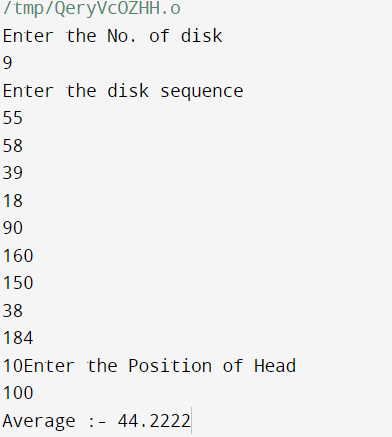 /tmp/QeryVcOZHH.o
Enter the No. of disk
9
Enter the disk sequence
55
58
39
18
90
160
150
38
184
10Enter the Position of Head
100
Average :- 44.2222